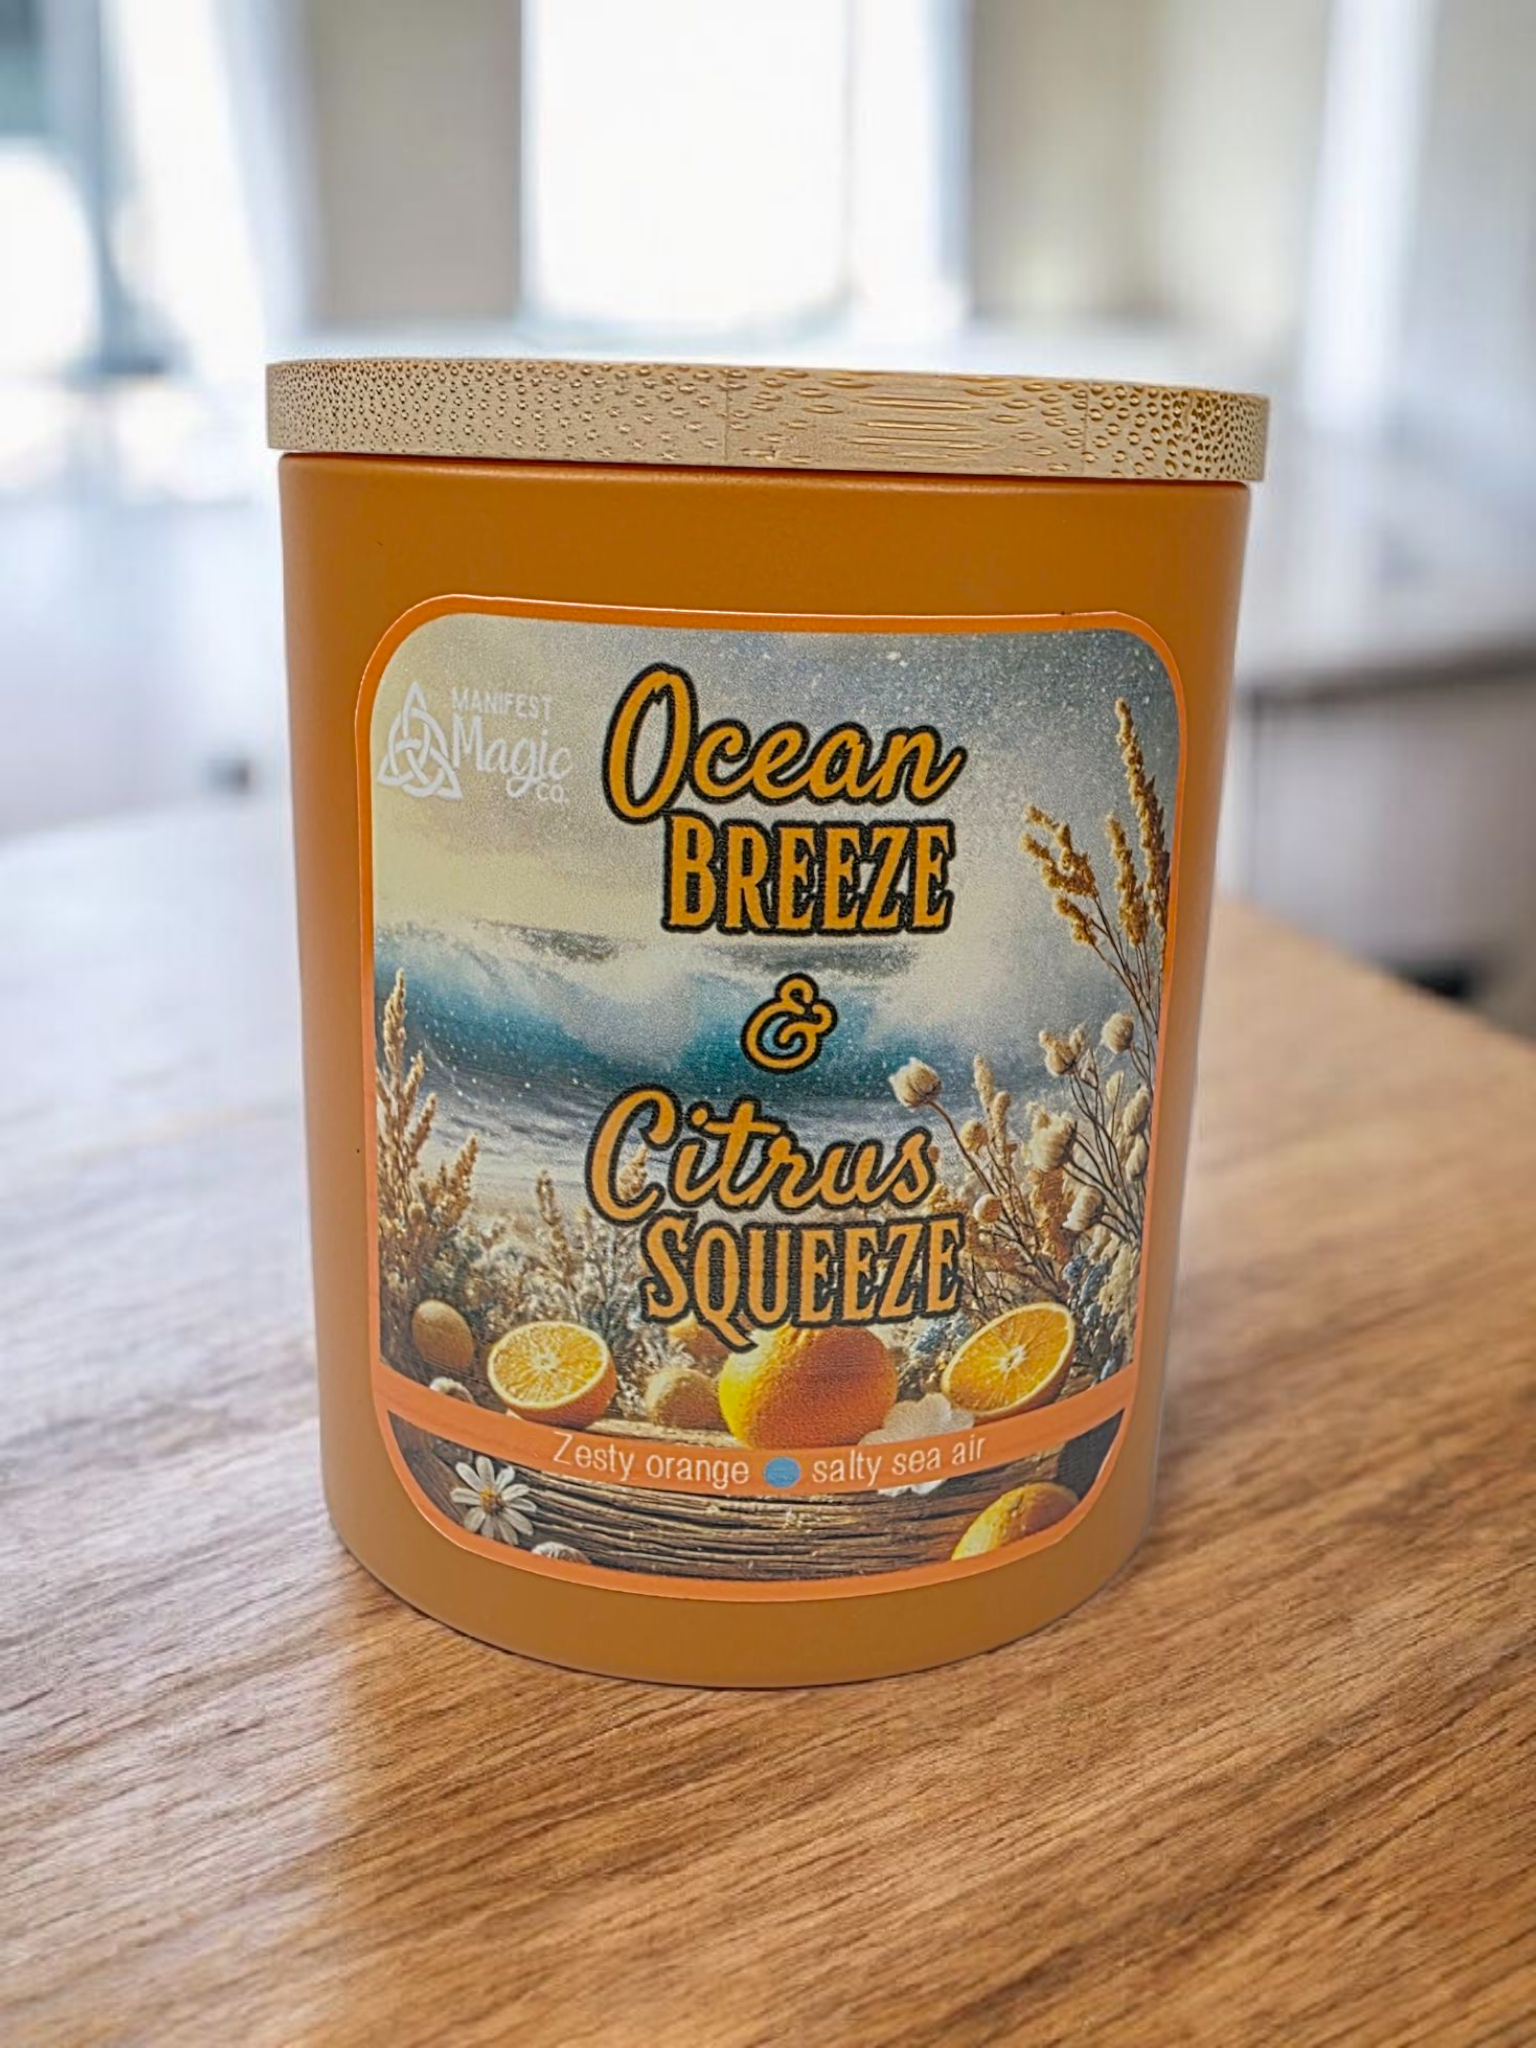 MANIFEST
Magic
CO.
Ocean
BREEZE
&
Citrus
SQUEEZE
Zesty orange salty sea air